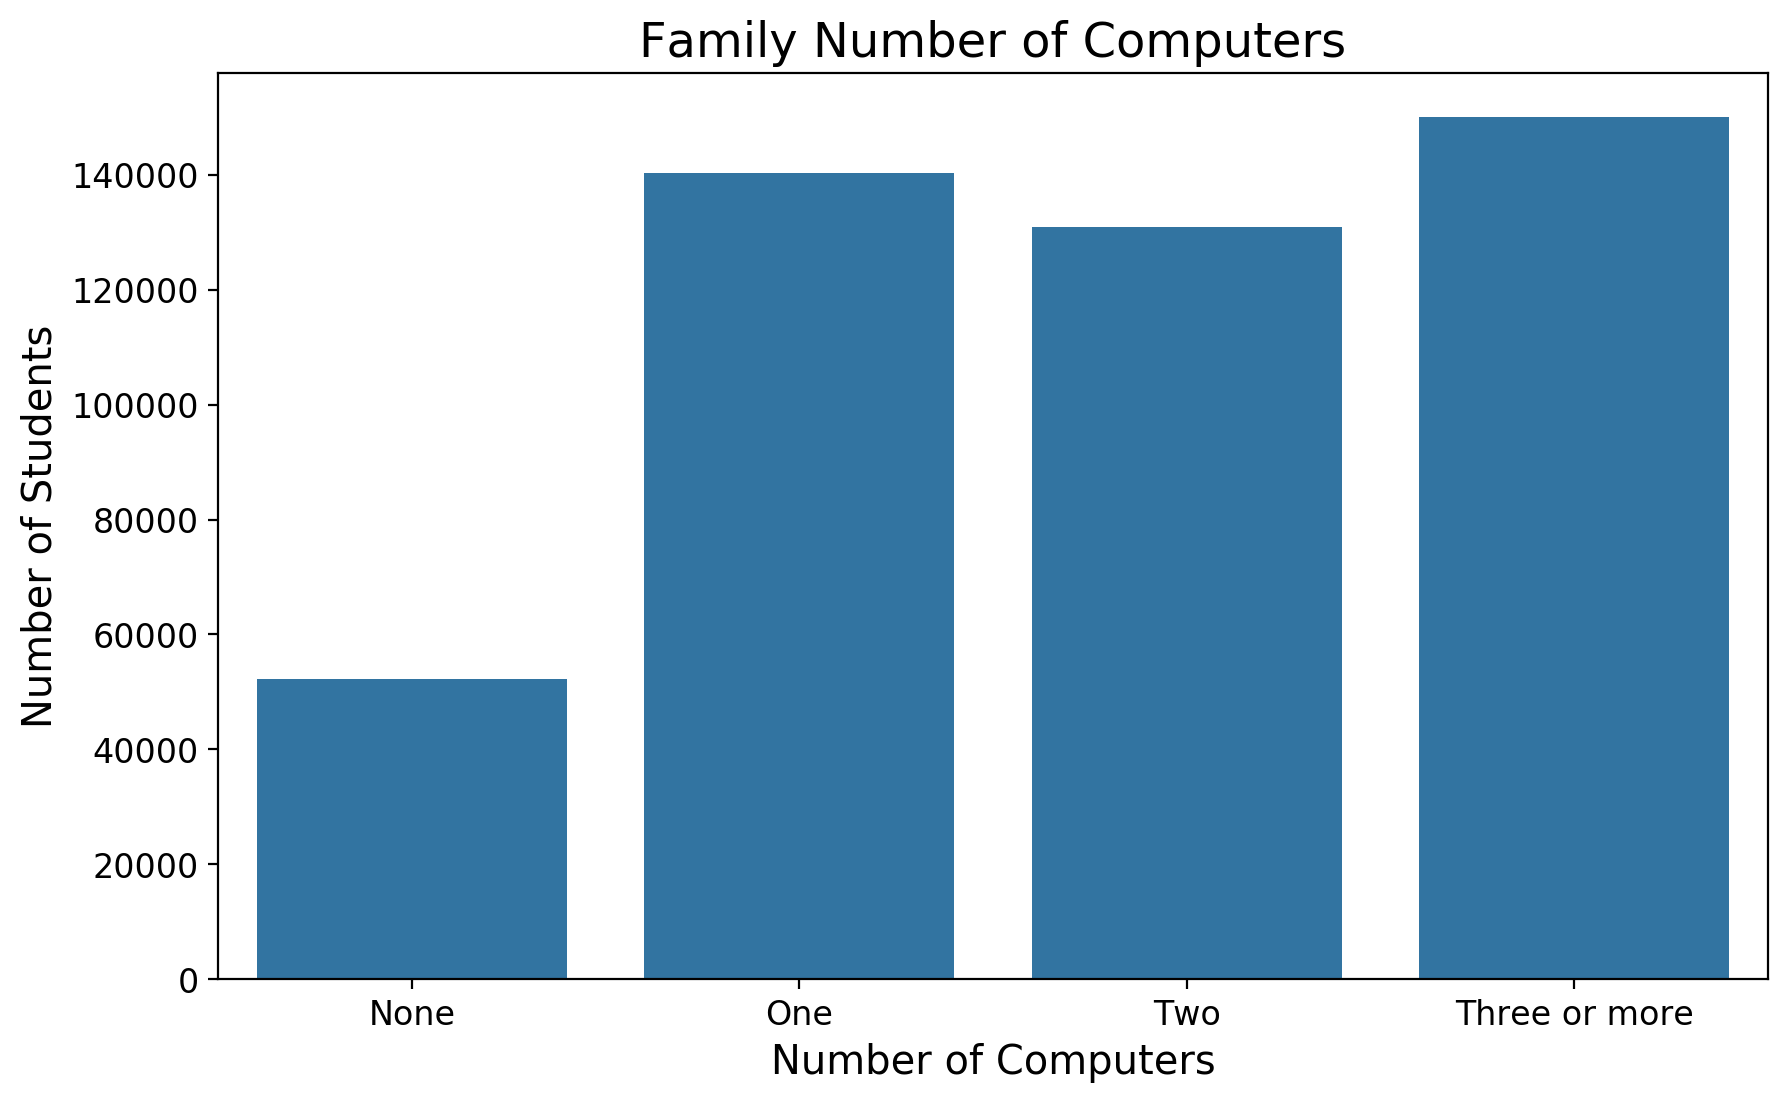 Family Number of Computers
Number of Students
140000
120000
100000
80000
60000
40000
20000
0
None
One
Two
Three or more
Number of Computers